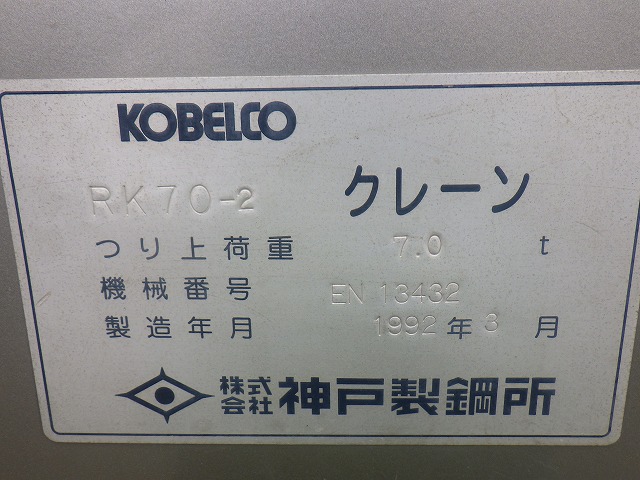 KOBELCO
RK70-2 クレーン
つり上荷重 7.0 t
機械番号 EN 13432
製造年月 1992年3月
株式会社 神戸製鋼所